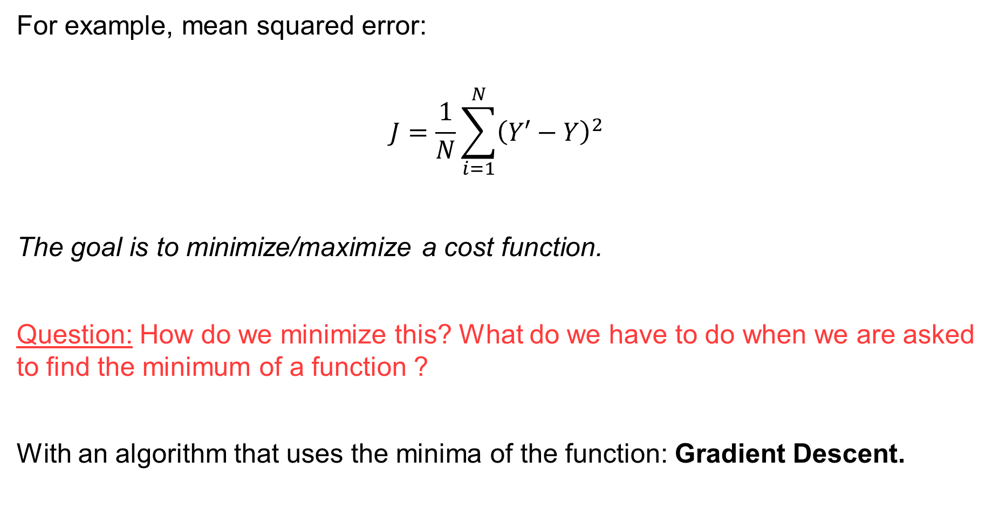 For example, mean squared error:
J = \frac{1}{N} \sum_{i=1}^{N} (Y' – Y)^2
The goal is to minimize/maximize a cost function.
Question: How do we minimize this? What do we have to do when we are asked
to find the minimum of a function ?
With an algorithm that uses the minima of the function: Gradient Descent.